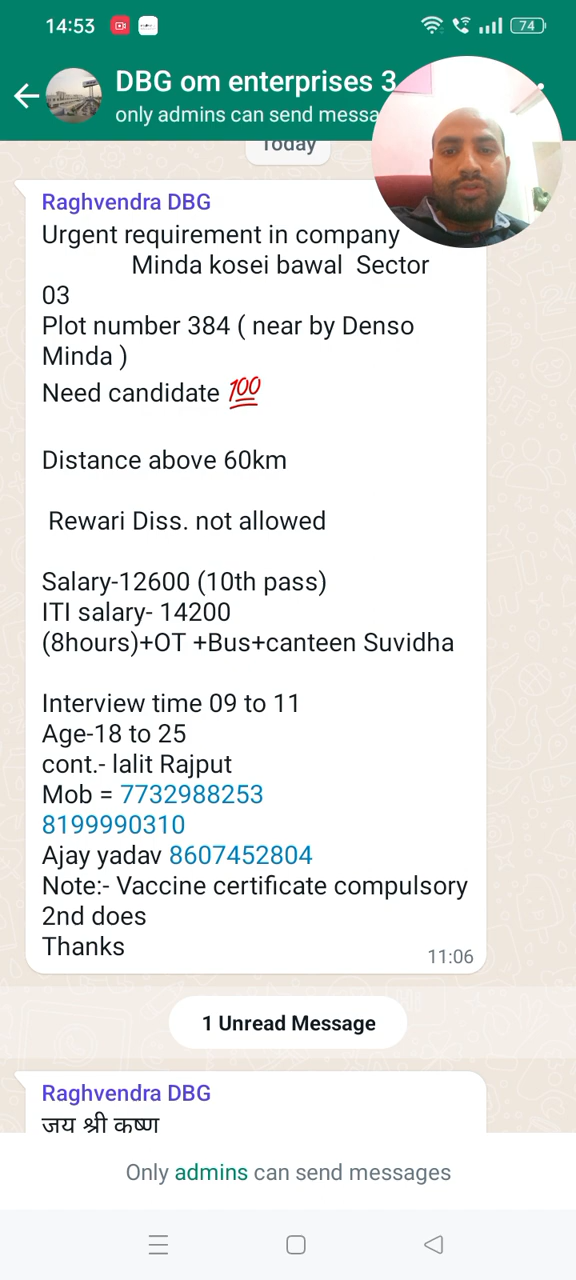 14:53
74
DBG om enterprises 3
only admins can send messa
Today
Raghvendra DBG
Urgent requirement in company
Minda kosei bawal Sector
03
Plot number 384 ( near by Denso
Minda )
Need candidate 💯
Distance above 60km
Rewari Diss. not allowed
Salary-12600 (10th pass)
ITI salary- 14200
(8hours)+OT +Bus+canteen Suvidha
Interview time 09 to 11
Age-18 to 25
cont.- lalit Rajput
Mob = 7732988253
8199990310
Ajay yadav 8607452804
Note:- Vaccine certificate compulsory
2nd does
Thanks
11:06
1 Unread Message
Raghvendra DBG
जय श्री कृष्ण
Only admins can send messages